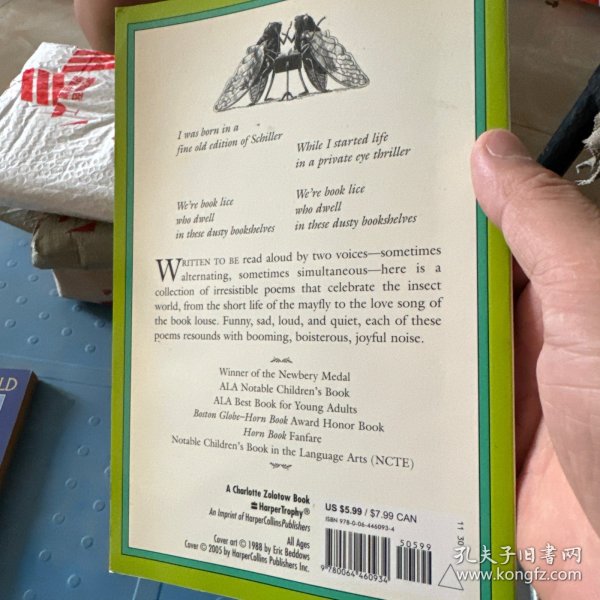 I was born in a
fine old edition of Schiller
While I started life
in a private eye thriller
We're book lice
who dwell
in these dusty bookshelves
We're book lice
who dwell
in these dusty bookshelves
WRITTEN TO BE read aloud by two voices—sometimes
alternating, sometimes simultaneous—here is a
collection of irresistible poems that celebrate the insect
world, from the short life of the mayfly to the love song of
the book louse. Funny, sad, loud, and quiet, each of these
poems resounds with booming, boisterous, joyful noise.
Winner of the Newbery Medal
ALA Notable Children's Book
ALA Best Book for Young Adults
Boston Globe–Horn Book Award Honor Book
Horn Book Fanfare
Notable Children's Book in the Language Arts (NCTE)
A Charlotte Zolotow Book
HarperTrophy®
An Imprint of HarperCollinsPublishers
All Ages
Cover art © 1988 by Eric Beddows
Cover © 2005 by HarperCollins Publishers Inc.
US $5.99 / $7.99 CAN
ISBN 978-0-06-446093-4
50599
9 780064 460934
11 30
LD
孔夫子旧书网
www.kongfz.com